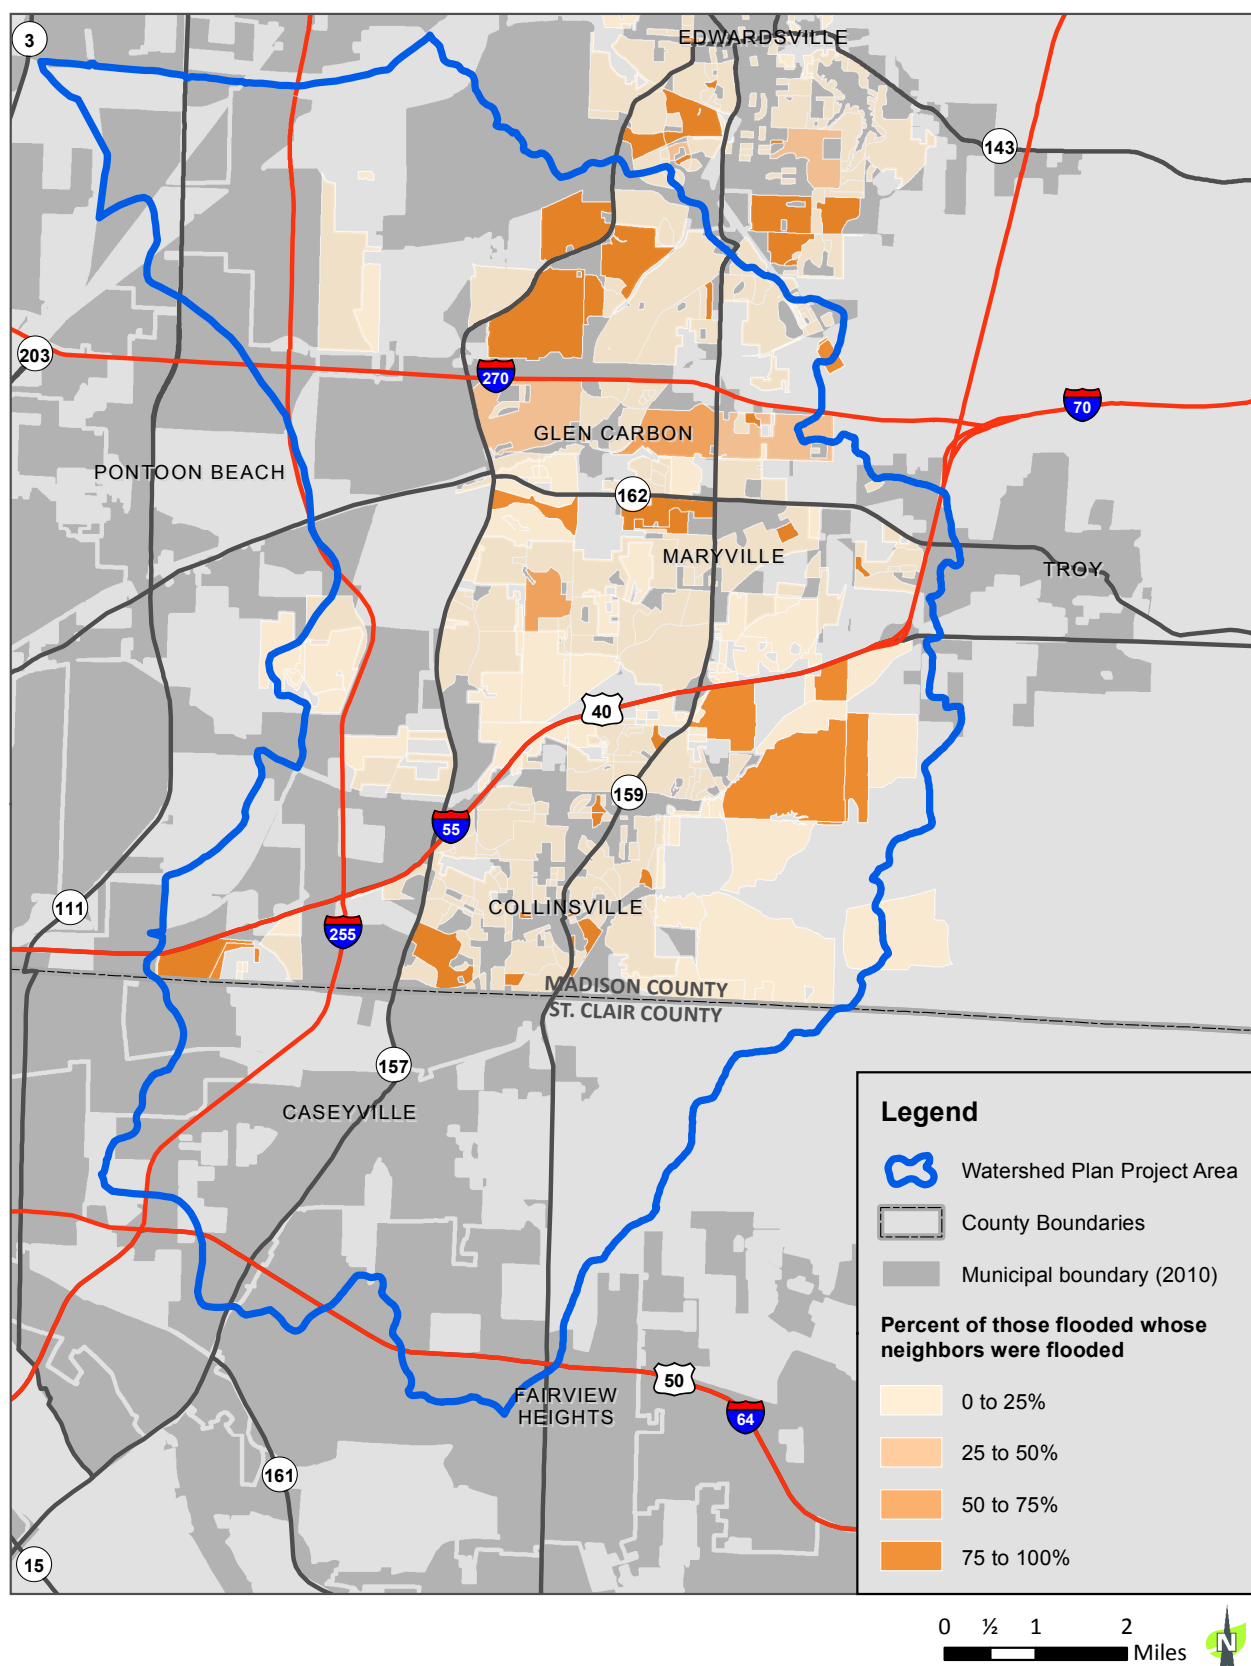 3
EDWARDSVILLE
143
203
270
70
GLEN CARBON
PONTOON BEACH
162
MARYVILLE
TROY
40
159
55
111
COLLINSVILLE
255
MADISON COUNTY
ST. CLAIR COUNTY
157
CASEYVILLE
50
FAIRVIEW
HEIGHTS
64
161
15
Legend
Watershed Plan Project Area
County Boundaries
Municipal boundary (2010)
Percent of those flooded whose
neighbors were flooded
0 to 25%
25 to 50%
50 to 75%
75 to 100%
0 ½ 1 2
Miles
N